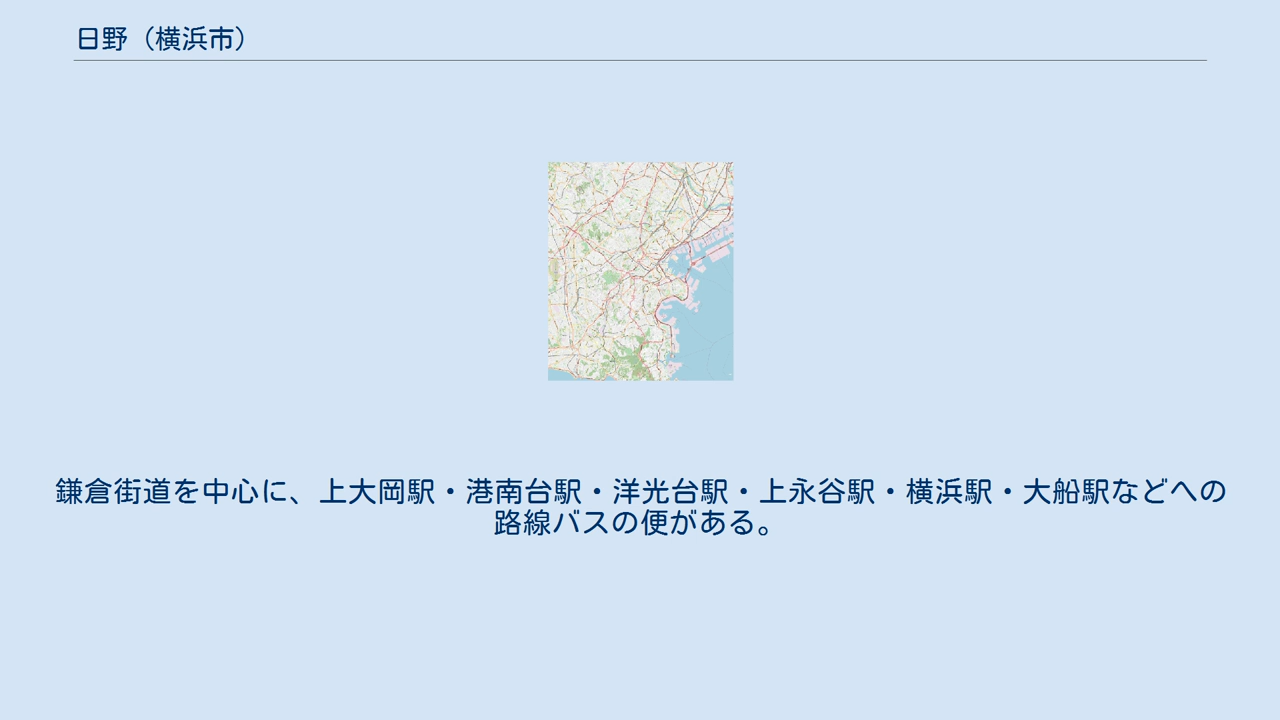 日野（横浜市）
鎌倉街道を中心に、上大岡駅・港南台駅・洋光台駅・上永谷駅・横浜駅・大船駅などへの
路線バスの便がある。